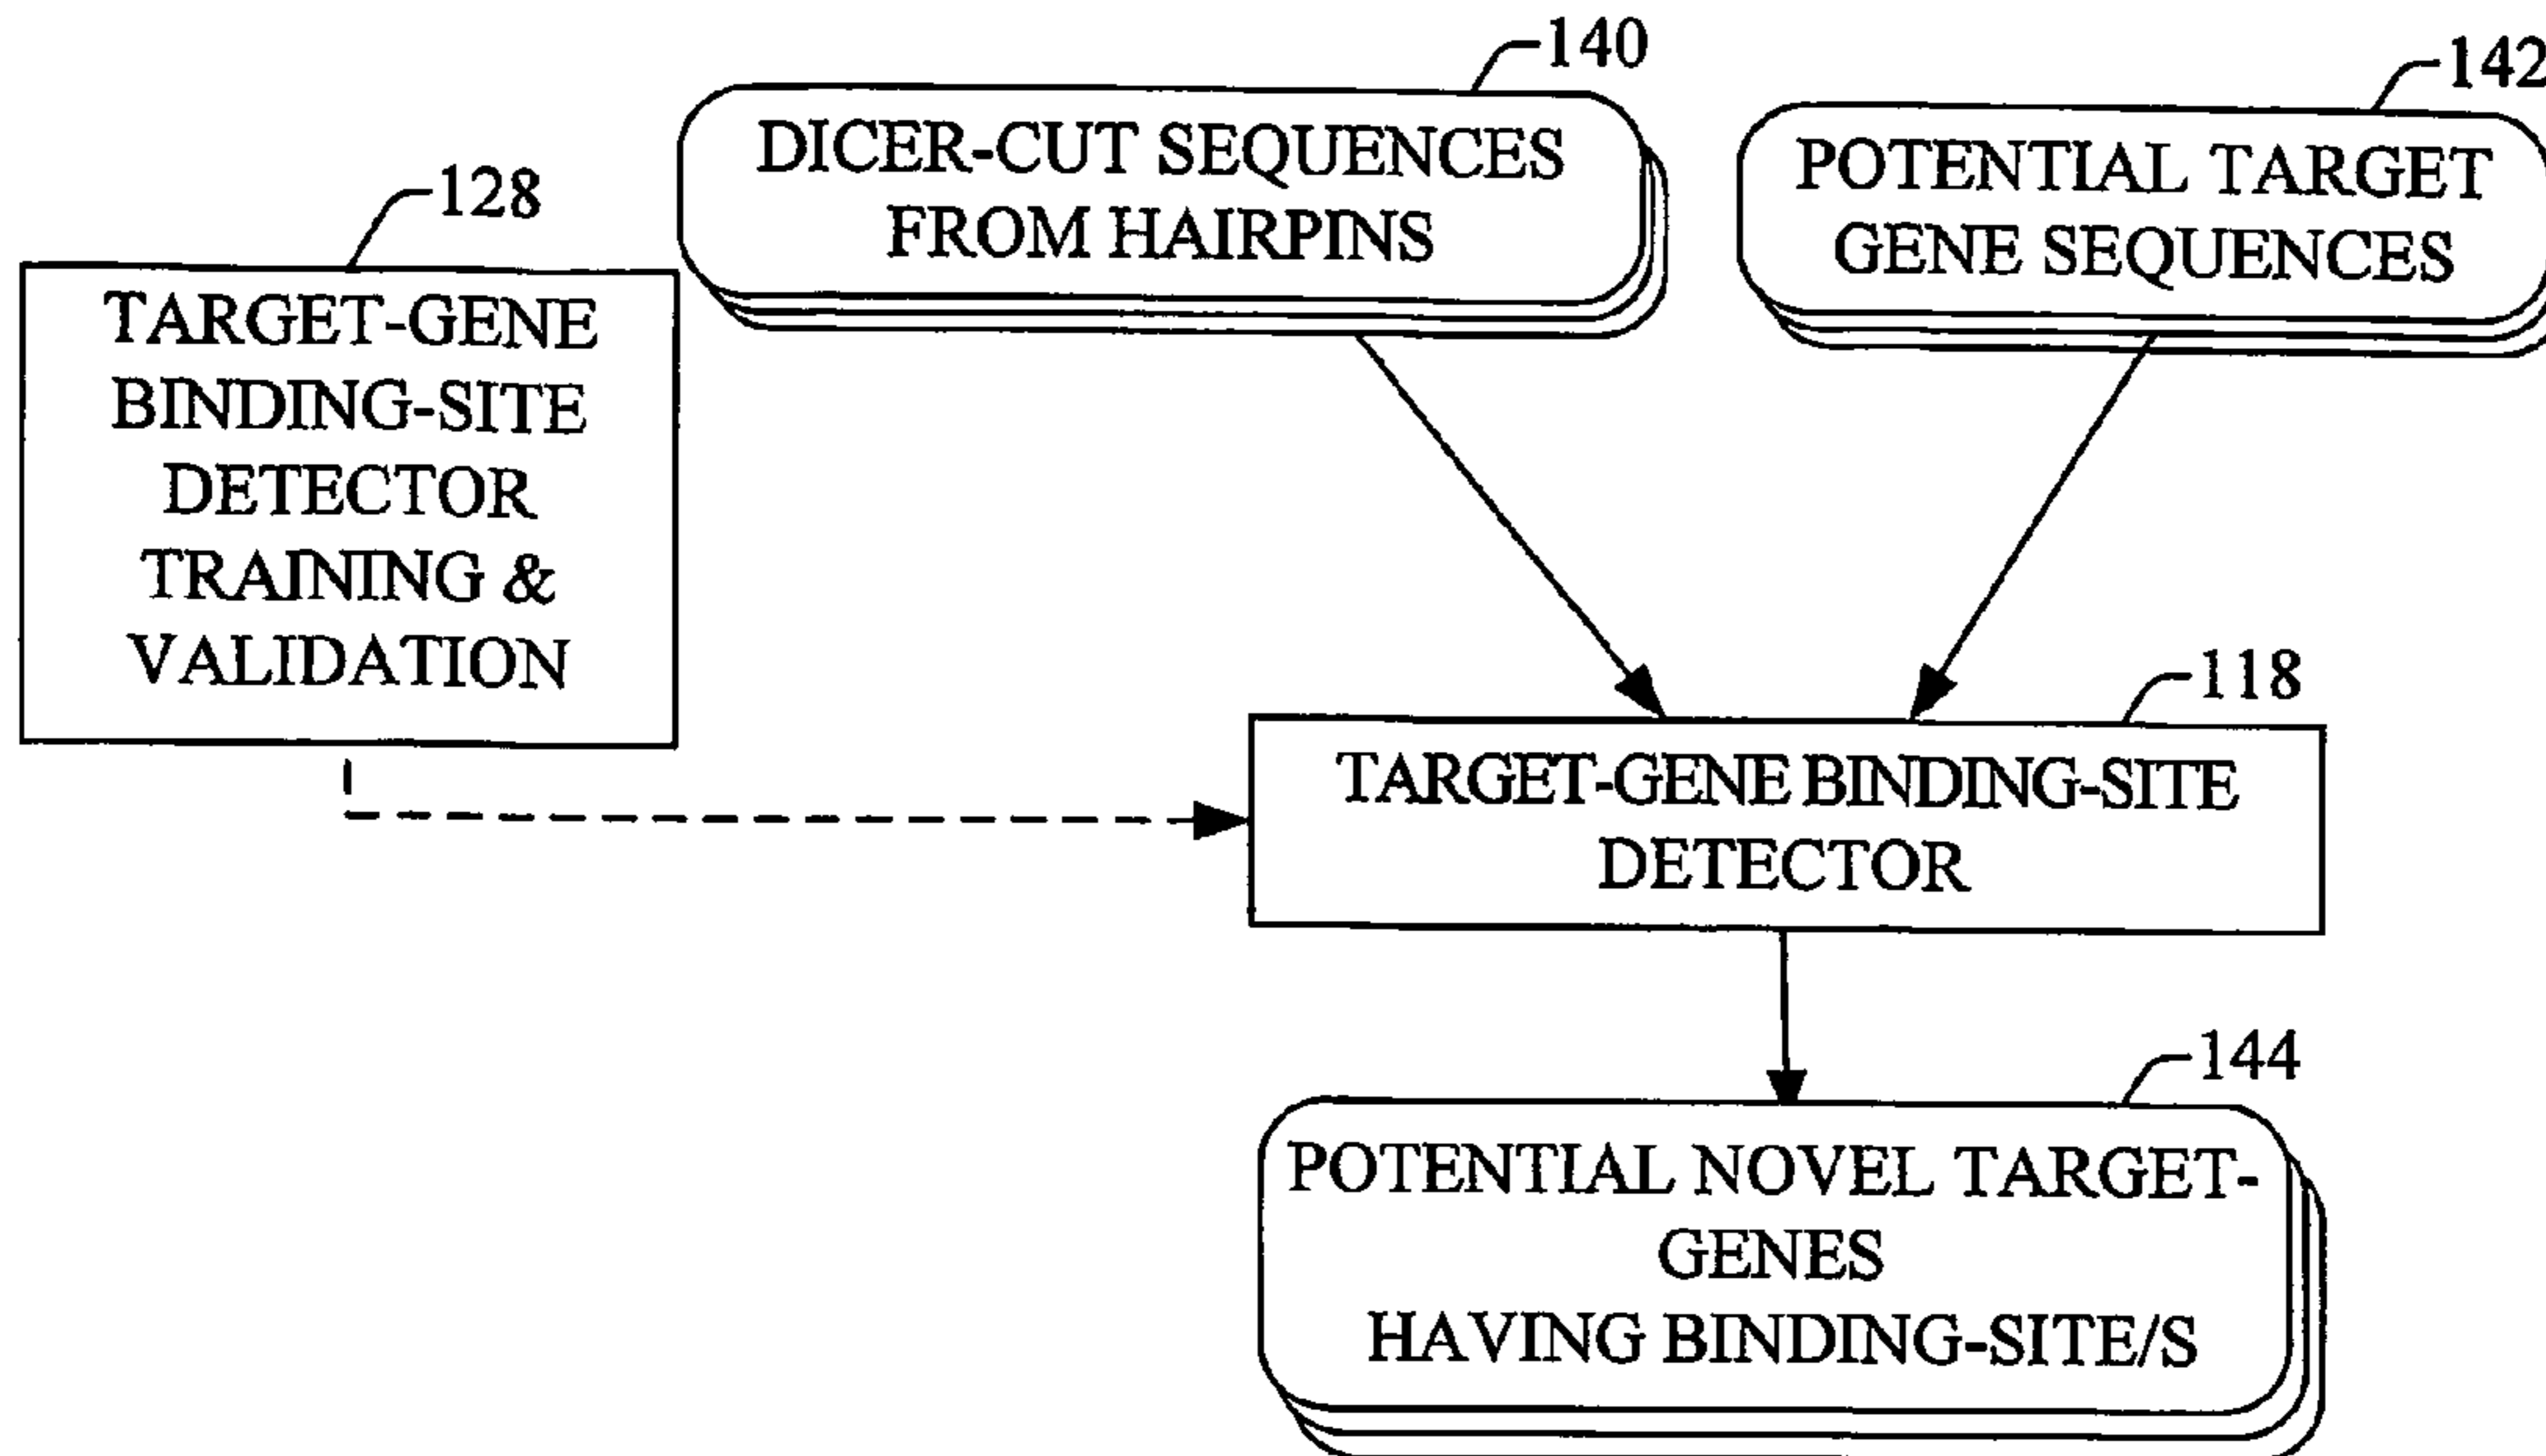 140
DICER-CUT SEQUENCES
FROM HAIRPINS
142
POTENTIAL TARGET
GENE SEQUENCES
128
TARGET-GENE
BINDING-SITE
DETECTOR
TRAINING &
VALIDATION
118
TARGET-GENE BINDING-SITE
DETECTOR
144
POTENTIAL NOVEL TARGET-
GENES
HAVING BINDING-SITE/S